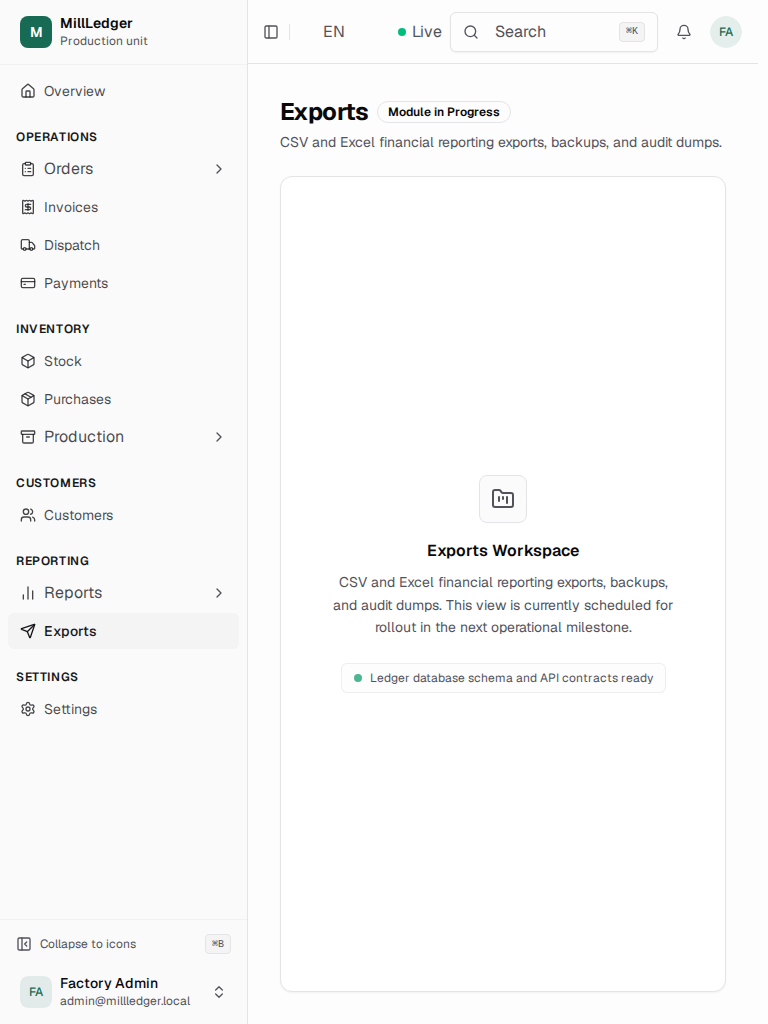 M
MillLedger
Production unit
Overview
OPERATIONS
Orders
Invoices
Dispatch
Payments
INVENTORY
Stock
Purchases
Production
CUSTOMERS
Customers
REPORTING
Reports
Exports
SETTINGS
Settings
Collapse to icons
⌘B
FA
Factory Admin
admin@millledger.local
EN
Live
Search
⌘K
FA
Exports
Module in Progress
CSV and Excel financial reporting exports, backups, and audit dumps.
Exports Workspace
CSV and Excel financial reporting exports, backups,
and audit dumps. This view is currently scheduled for
rollout in the next operational milestone.
Ledger database schema and API contracts ready